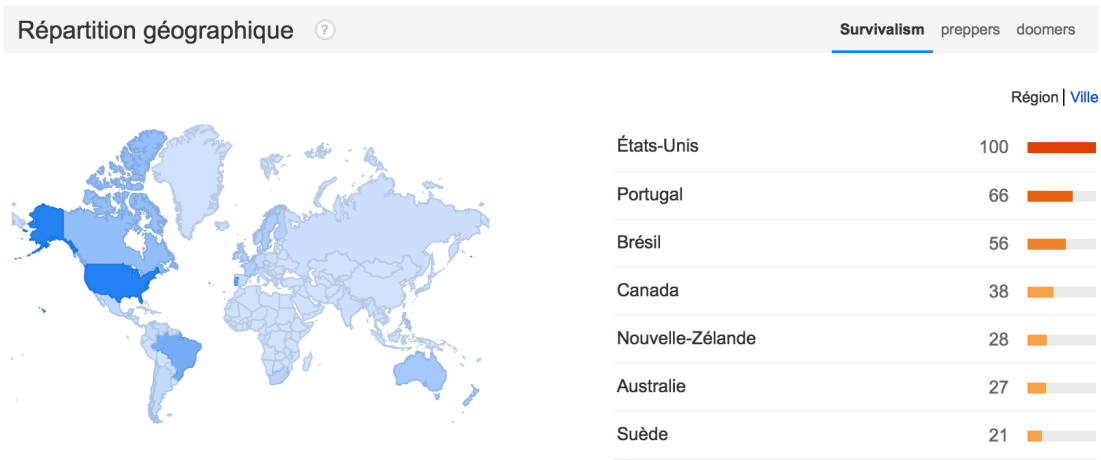 Répartition géographique ?
Survivalism preppers doomers
Région | Ville
États-Unis 100
Portugal 66
Brésil 56
Canada 38
Nouvelle-Zélande 28
Australie 27
Suède 21